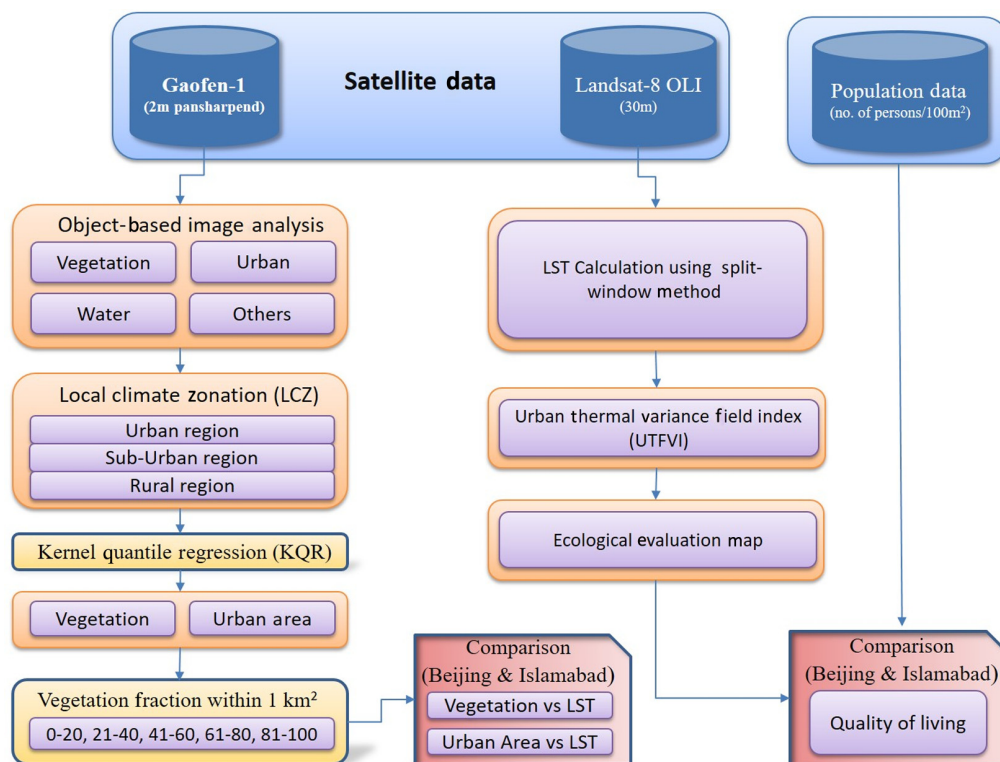 Gaofen-1
(2m pansharpend)
Satellite data
Landsat-8 OLI
(30m)
Population data
(no. of persons/100m²)
Object-based image analysis
Vegetation
Urban
Water
Others
Local climate zonation (LCZ)
Urban region
Sub-Urban region
Rural region
Kernel quantile regression (KQR)
Vegetation
Urban area
Vegetation fraction within 1 km²
0-20, 21-40, 41-60, 61-80, 81-100
LST Calculation using split-
window method
Urban thermal variance field index
(UTFVI)
Ecological evaluation map
Comparison
(Beijing & Islamabad)
Vegetation vs LST
Urban Area vs LST
Comparison
(Beijing & Islamabad)
Quality of living